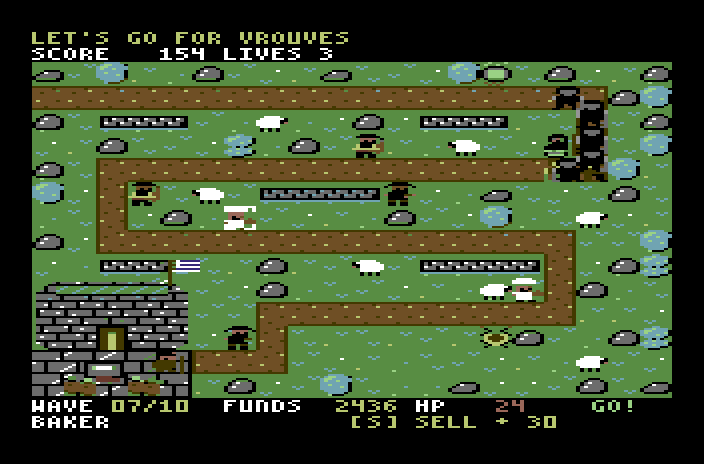 LET'S GO FOR VROUVES
SCORE 154 LIVES 3
WAVE 07/10 FUNDS 2436 HP 24 GO!
BAKER [S] SELL + 30